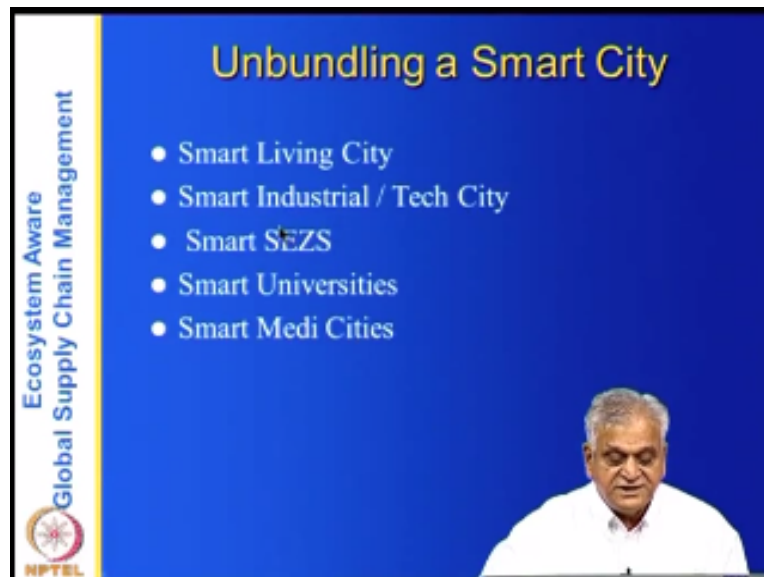 Unbundling a Smart City
Ecosystem Aware
Global Supply Chain Management
Smart Living City
Smart Industrial / Tech City
Smart SEZS
Smart Universities
Smart Medi Cities
NPTEL